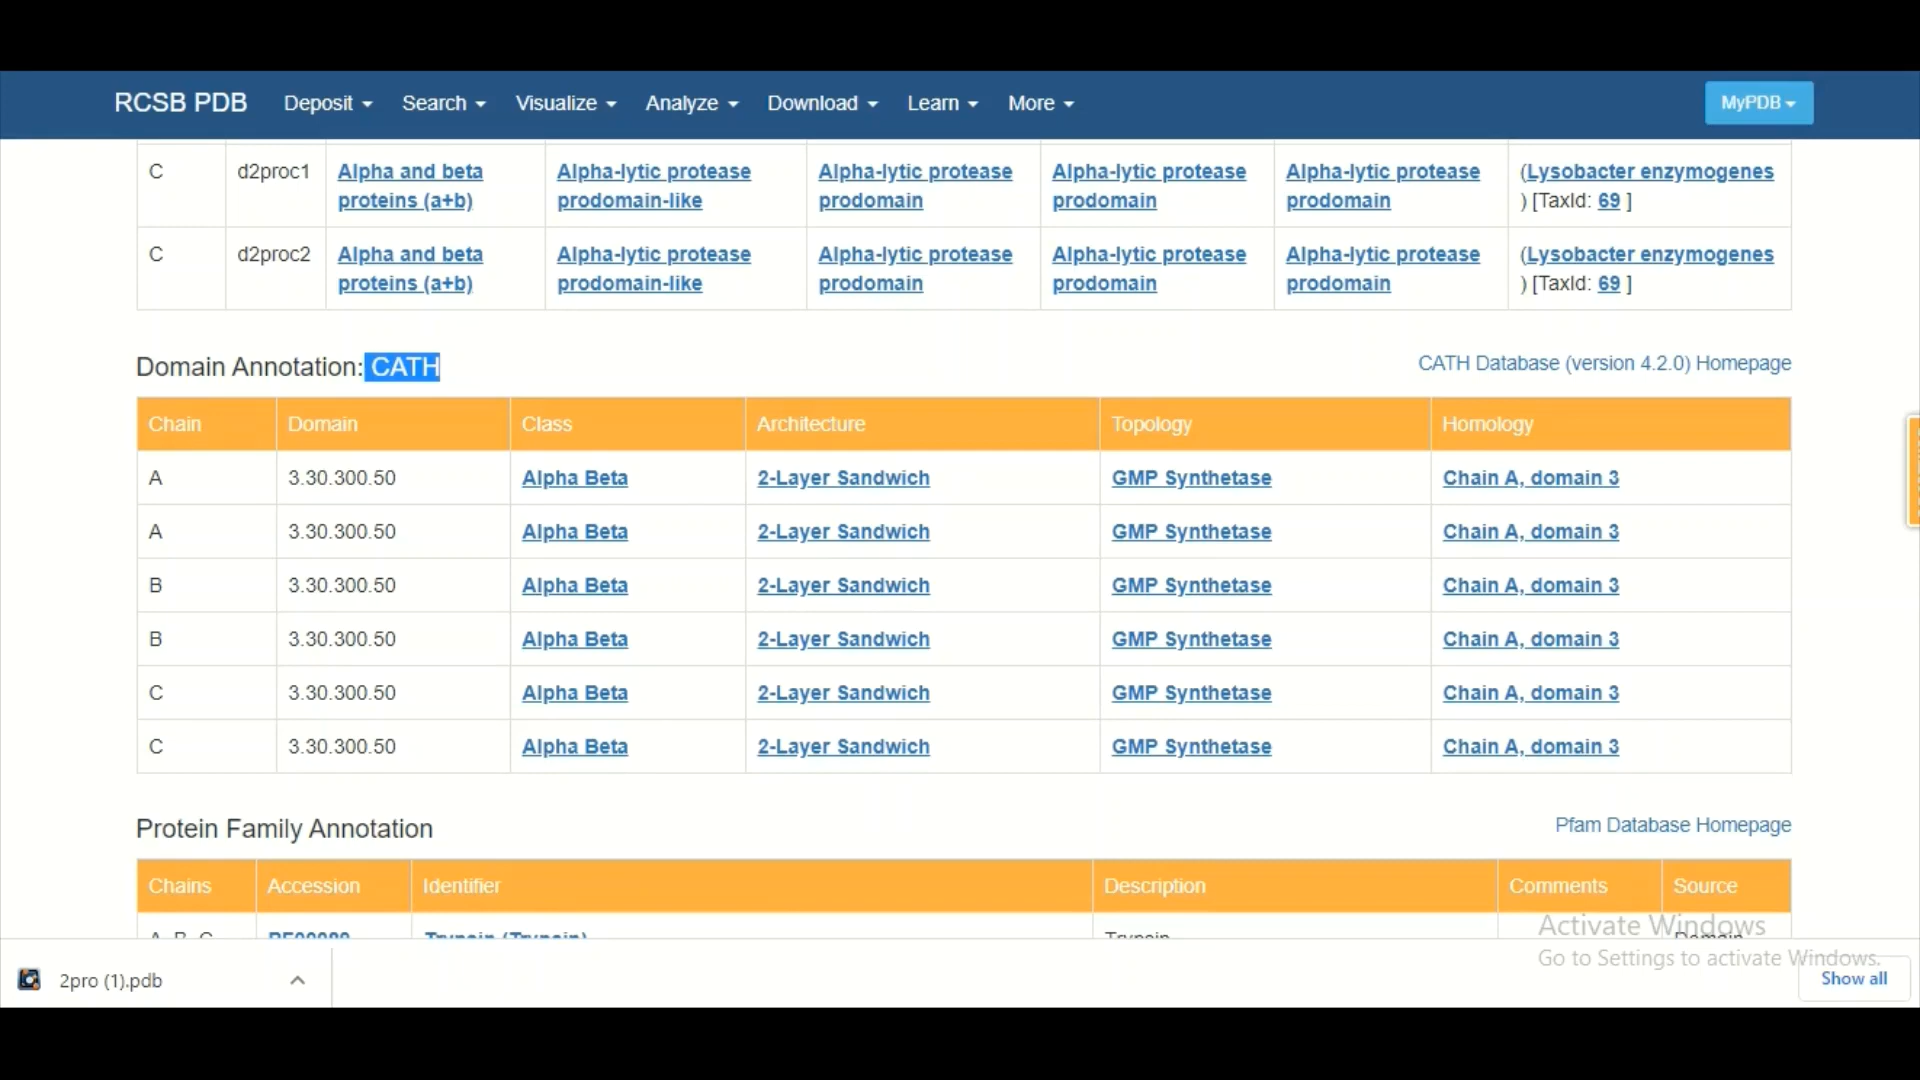 RCSB PDB Deposit Search Visualize Analyze Download Learn More MyPDB
C d2proc1 Alpha and beta Alpha-lytic protease Alpha-lytic protease Alpha-lytic protease Alpha-lytic protease (Lysobacter enzymogenes
proteins (a+b) prodomain-like prodomain prodomain prodomain ) [TaxId: 69 ]
C d2proc2 Alpha and beta Alpha-lytic protease Alpha-lytic protease Alpha-lytic protease Alpha-lytic protease (Lysobacter enzymogenes
proteins (a+b) prodomain-like prodomain prodomain prodomain ) [TaxId: 69 ]
Domain Annotation: CATH CATH Database (version 4.2.0) Homepage
Chain Domain Class Architecture Topology Homology
A 3.30.300.50 Alpha Beta 2-Layer Sandwich GMP Synthetase Chain A, domain 3
A 3.30.300.50 Alpha Beta 2-Layer Sandwich GMP Synthetase Chain A, domain 3
B 3.30.300.50 Alpha Beta 2-Layer Sandwich GMP Synthetase Chain A, domain 3
B 3.30.300.50 Alpha Beta 2-Layer Sandwich GMP Synthetase Chain A, domain 3
C 3.30.300.50 Alpha Beta 2-Layer Sandwich GMP Synthetase Chain A, domain 3
C 3.30.300.50 Alpha Beta 2-Layer Sandwich GMP Synthetase Chain A, domain 3
Protein Family Annotation Pfam Database Homepage
Chains Accession Identifier Description Comments Source
A, B, C Trypsin (Trypsin) Trypsin Domain
Activate Windows
Go to Settings to activate Windows.
2pro (1).pdb Show all